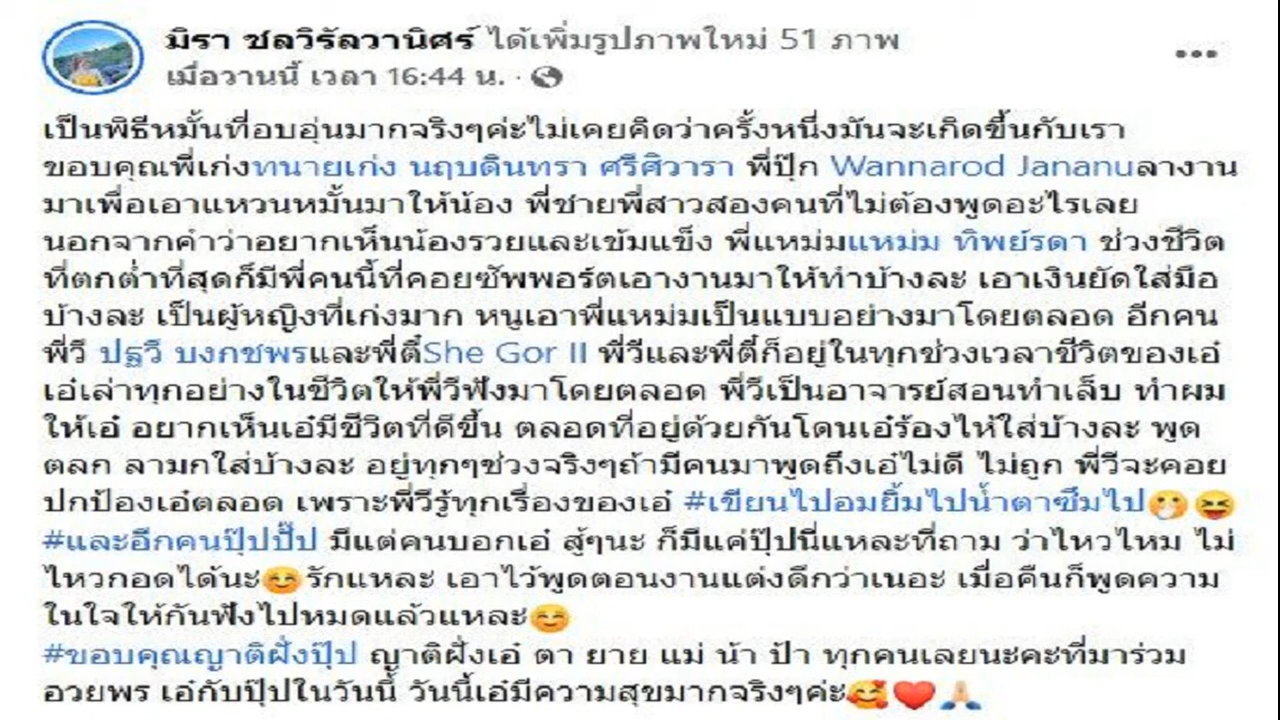 มิรา ชลวิรัลวานิศร์ ได้เพิ่มรูปภาพใหม่ 51 ภาพ
เมื่อวานนี้ เวลา 16:44 น. ·
เป็นพิธีหมั้นที่อบอุ่นมากจริงๆค่ะไม่เคยคิดว่าครั้งหนึ่งมันจะเกิดขึ้นกับเรา
ขอบคุณพี่เก่งทนายเก่ง นฤบดินทรา ศรีศิวารา พี่ปุ๊ก Wannarod Jananuลางาน
มาเพื่อเอาแหวนหมั้นมาให้น้อง พี่ชายพี่สาวสองคนที่ไม่ต้องพูดอะไรเลย
นอกจากคำว่าอยากเห็นน้องรวยและเข้มแข็ง พี่แหม่มแหม่ม ทิพย์รดา ช่วงชีวิต
ที่ตกต่ำที่สุดก็มีพี่คนนี้ที่คอยซัพพอร์ตเอางานมาให้ทำบ้างละ เอาเงินยัดใส่มือ
บ้างละ เป็นผู้หญิงที่เก่งมาก หนูเอาพี่แหม่มเป็นแบบอย่างมาโดยตลอด อีกคน
พี่วี ปฐวี บงกชพรและพี่ตี๋She Gor II พี่วีและพี่ตี๋ก็อยู่ในทุกช่วงเวลาชีวิตของเอ๋
เอ๋เล่าทุกอย่างในชีวิตให้พี่วีฟังมาโดยตลอด พี่วีเป็นอาจารย์สอนทำเล็บ ทำผม
ให้เอ๋ อยากเห็นเอ๋มีชีวิตที่ดีขึ้น ตลอดที่อยู่ด้วยกันโดนเอ๋ร้องไห้ใส่บ้างละ พูด
ตลก ลามกใส่บ้างละ อยู่ทุกๆช่วงจริงๆถ้ามีคนมาพูดถึงเอ๋ไม่ดี ไม่ถูก พี่วีจะคอย
ปกป้องเอ๋ตลอด เพราะพี่วีรู้ทุกเรื่องของเอ๋ #เขียนไปอมยิ้มไปน้ำตาซึมไป🤭😝
#และอีกคนปุ๊ปปั๊ป มีแต่คนบอกเอ๋ สู้ๆนะ ก็มีแค่ปุ๊ปนี่แหละที่ถาม ว่าไหวไหม ไม่
ไหวกอดได้นะ☺️รักแหละ เอาไว้พูดตอนงานแต่งดีกว่าเนอะ เมื่อคืนก็พูดความ
ในใจให้กันฟังไปหมดแล้วแหละ☺️
#ขอบคุณญาติฝั่งปุ๊ป ญาติฝั่งเอ๋ ตา ยาย แม่ น้า ป้า ทุกคนเลยนะคะที่มาร่วม
อวยพร เอ๋กับปุ๊ปในวันนี้ วันนี้เอ๋มีความสุขมากจริงๆค่ะ🥰❤️🙏🏻